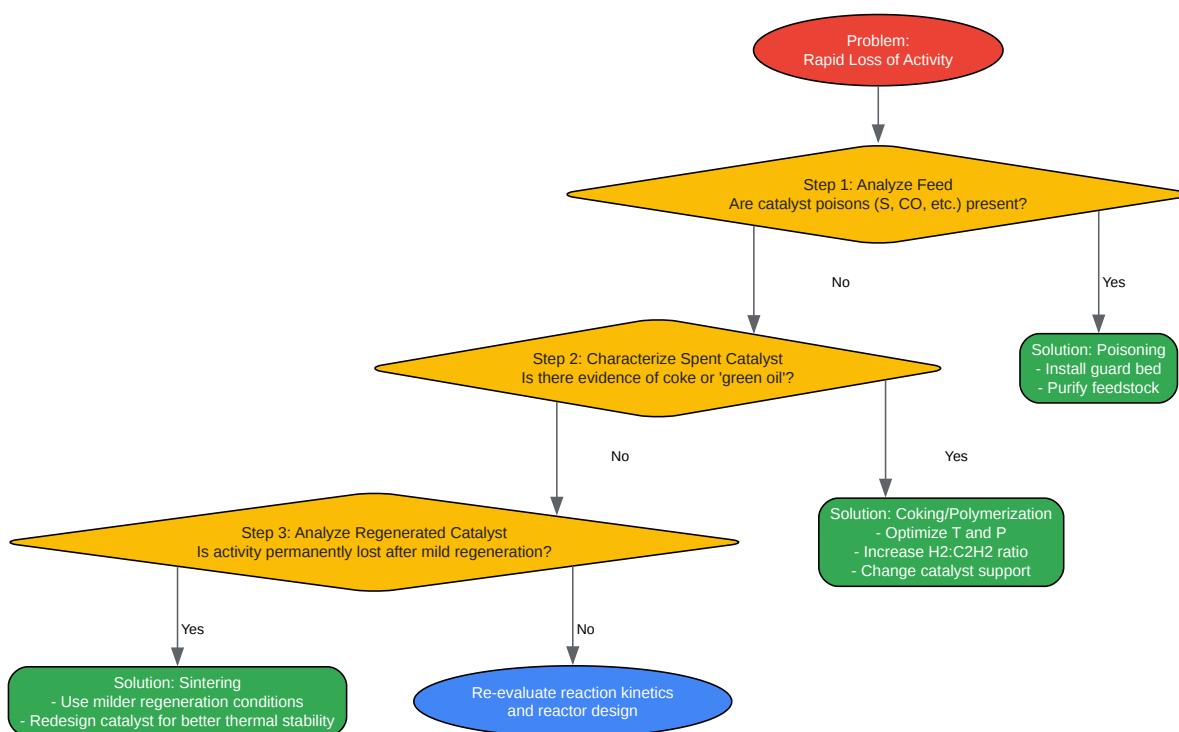 Problem:
Rapid Loss of Activity
Step 1: Analyze Feed
Are catalyst poisons (S, CO, etc.) present?
No
Yes
Step 2: Characterize Spent Catalyst
Is there evidence of coke or 'green oil'?
Solution: Poisoning
- Install guard bed
- Purify feedstock
No
Yes
Step 3: Analyze Regenerated Catalyst
Is activity permanently lost after mild regeneration?
Solution: Coking/Polymerization
- Optimize T and P
- Increase H2:C2H2 ratio
- Change catalyst support
Yes
No
Solution: Sintering
- Use milder regeneration conditions
- Redesign catalyst for better thermal stability
Re-evaluate reaction kinetics
and reactor design